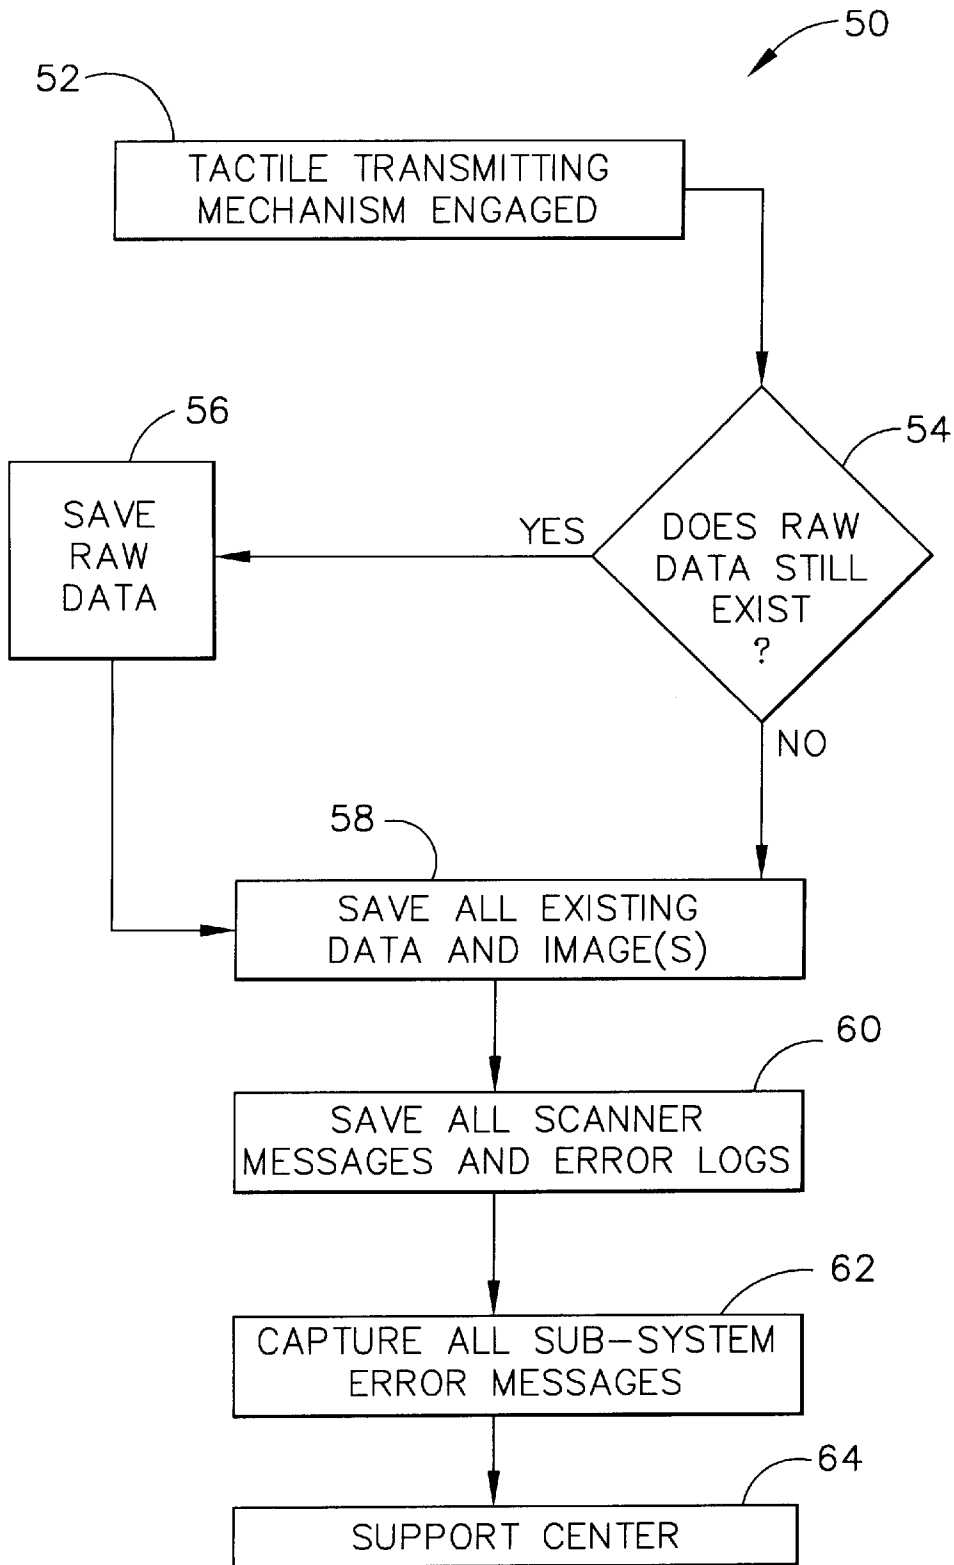 50
52
TACTILE TRANSMITTING
MECHANISM ENGAGED
54
DOES RAW
DATA STILL
EXIST
?
YES
56
SAVE
RAW
DATA
NO
58
SAVE ALL EXISTING
DATA AND IMAGE(S)
60
SAVE ALL SCANNER
MESSAGES AND ERROR LOGS
62
CAPTURE ALL SUB-SYSTEM
ERROR MESSAGES
64
SUPPORT CENTER